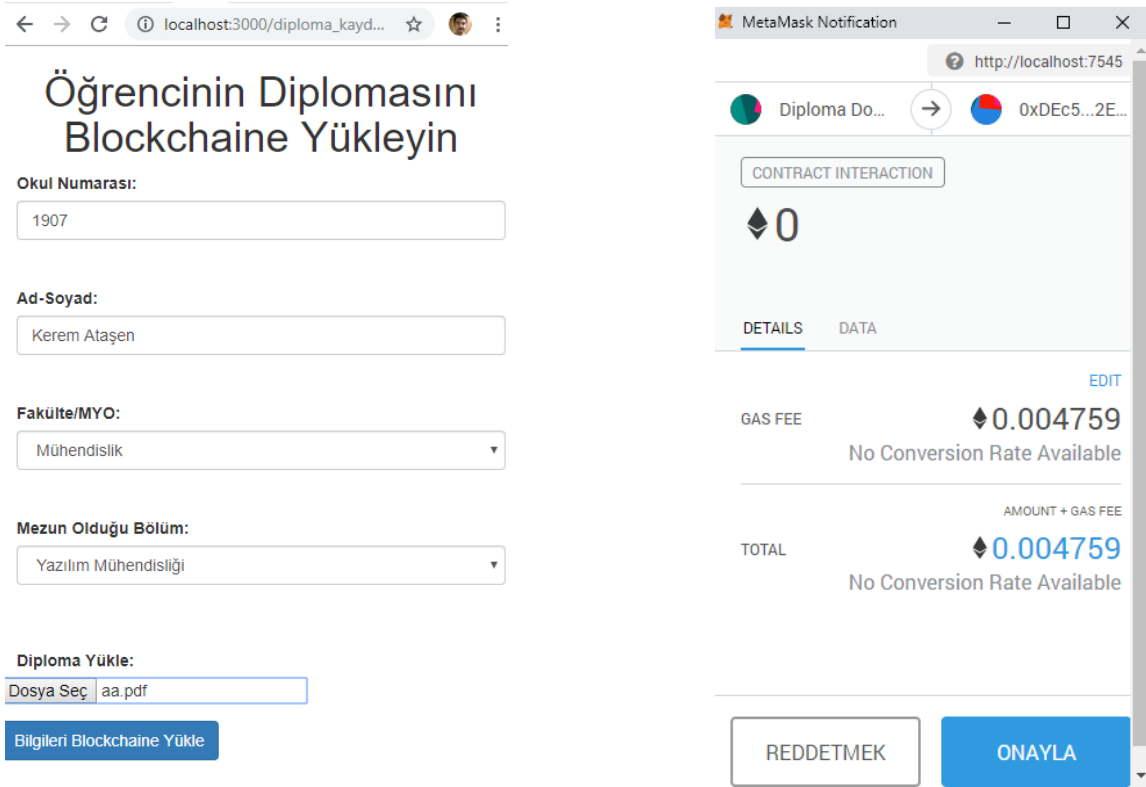 localhost:3000/diploma_kayd...
Öğrencinin Diplomasını
Blockchaine Yükleyin
Okul Numarası:
1907
Ad-Soyad:
Kerem Ataşen
Fakülte/MYO:
Mühendislik
Mezun Olduğu Bölüm:
Yazılım Mühendisliği
Diploma Yükle:
Dosya Seç aa.pdf
Bilgileri Blockchaine Yükle
MetaMask Notification
http://localhost:7545
Diploma Do... 0xDEc5...2E...
CONTRACT INTERACTION
0
DETAILS DATA
EDIT
GAS FEE 0.004759
No Conversion Rate Available
AMOUNT + GAS FEE
TOTAL 0.004759
No Conversion Rate Available
REDDETMEK ONAYLA